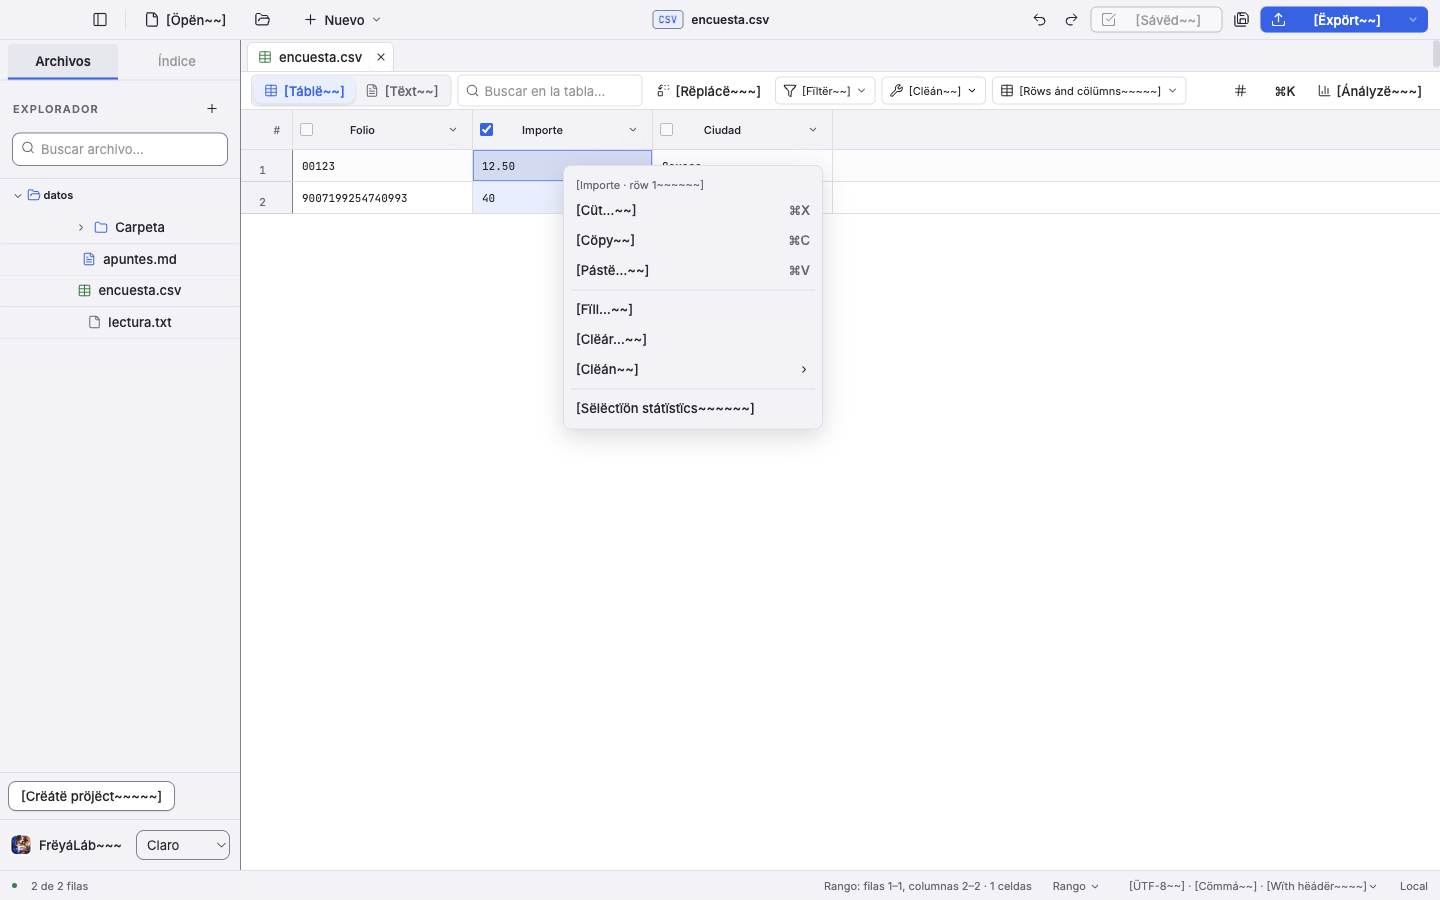 [Öpën~~]
Nuevo
CSV encuesta.csv
[Sávëd~~]
[Ëxpört~~]
Archivos
Índice
encuesta.csv
EXPLORADOR
Buscar archivo...
datos
Carpeta
apuntes.md
encuesta.csv
lectura.txt
[Táblë~~]
[Tëxt~~]
Buscar en la tabla...
[Rëplácë~~~]
[Fïltër~~]
[Clëán~~]
[Röws ánd cölümns~~~~~]
#
⌘K
[Ánályzë~~~]
# Folio Importe Ciudad
1 00123 12.50
2 9007199254740993 40
[Importe · röw 1~~~~~~]
[Cüt...~~] ⌘X
[Cöpy~~] ⌘C
[Pástë...~~] ⌘V
[Fïll...~~]
[Clëár...~~]
[Clëán~~]
[Sëlëctïön státïstïcs~~~~~~]
[Crëátë pröjëct~~~~~]
FrëyáLáb~~~
Claro
2 de 2 filas
Rango: filas 1–1, columnas 2–2 · 1 celdas
Rango
[ÜTF-8~~] · [Cömmá~~] · [Wïth hëádër~~~~]
Local